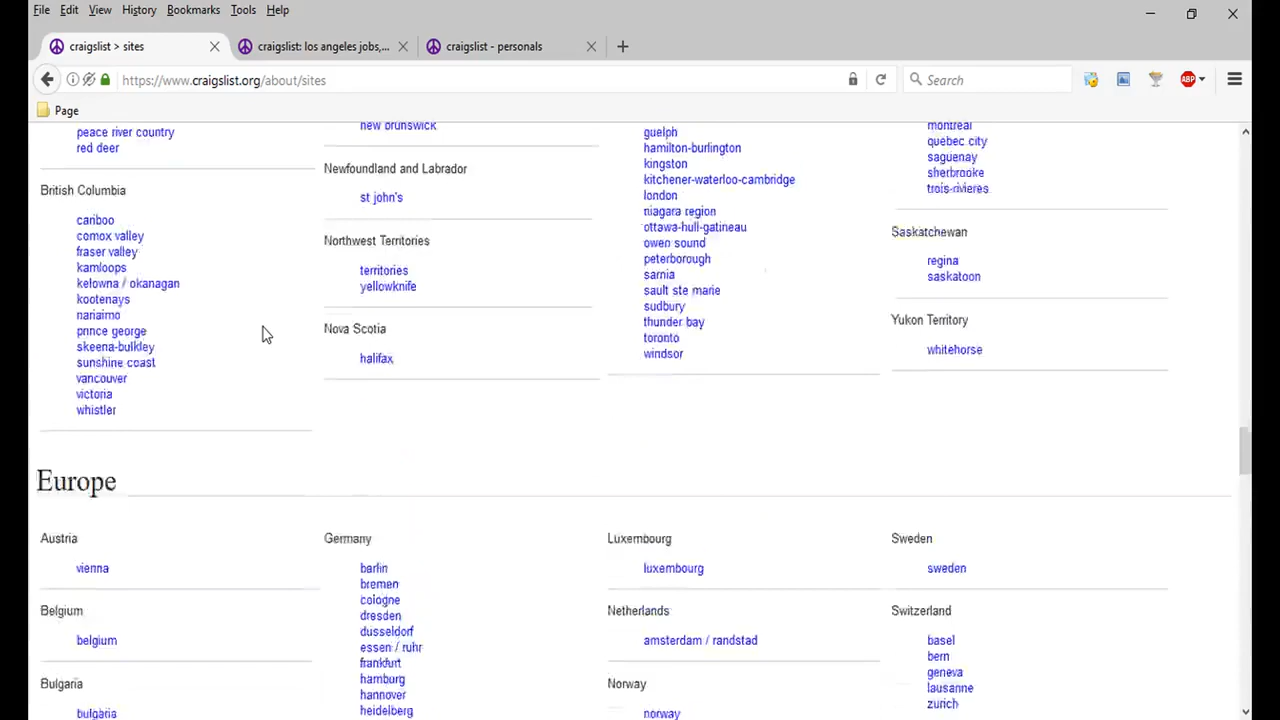 File Edit View History Bookmarks Tools Help
craigslist > sites
craigslist: los angeles jobs,...
craigslist - personals
https://www.craigslist.org/about/sites
Search
ABP
Page
peace river country
red deer
British Columbia
cariboo
comox valley
fraser valley
kamloops
kelowna / okanagan
kootenays
nanaimo
prince george
skeena-bulkley
sunshine coast
vancouver
victoria
whistler
new brunswick
Newfoundland and Labrador
st john's
Northwest Territories
territories
yellowknife
Nova Scotia
halifax
guelph
hamilton-burlington
kingston
kitchener-waterloo-cambridge
london
niagara region
ottawa-hull-gatineau
owen sound
peterborough
sarnia
sault ste marie
sudbury
thunder bay
toronto
windsor
montreal
quebec city
saguenay
sherbrooke
trois-rivieres
Saskatchewan
regina
saskatoon
Yukon Territory
whitehorse
Europe
Austria
vienna
Belgium
belgium
Bulgaria
bulgaria
Germany
berlin
bremen
cologne
dresden
dusseldorf
essen / ruhr
frankfurt
hamburg
hannover
heidelberg
Luxembourg
luxembourg
Netherlands
amsterdam / randstad
Norway
norway
Sweden
sweden
Switzerland
basel
bern
geneva
lausanne
zurich